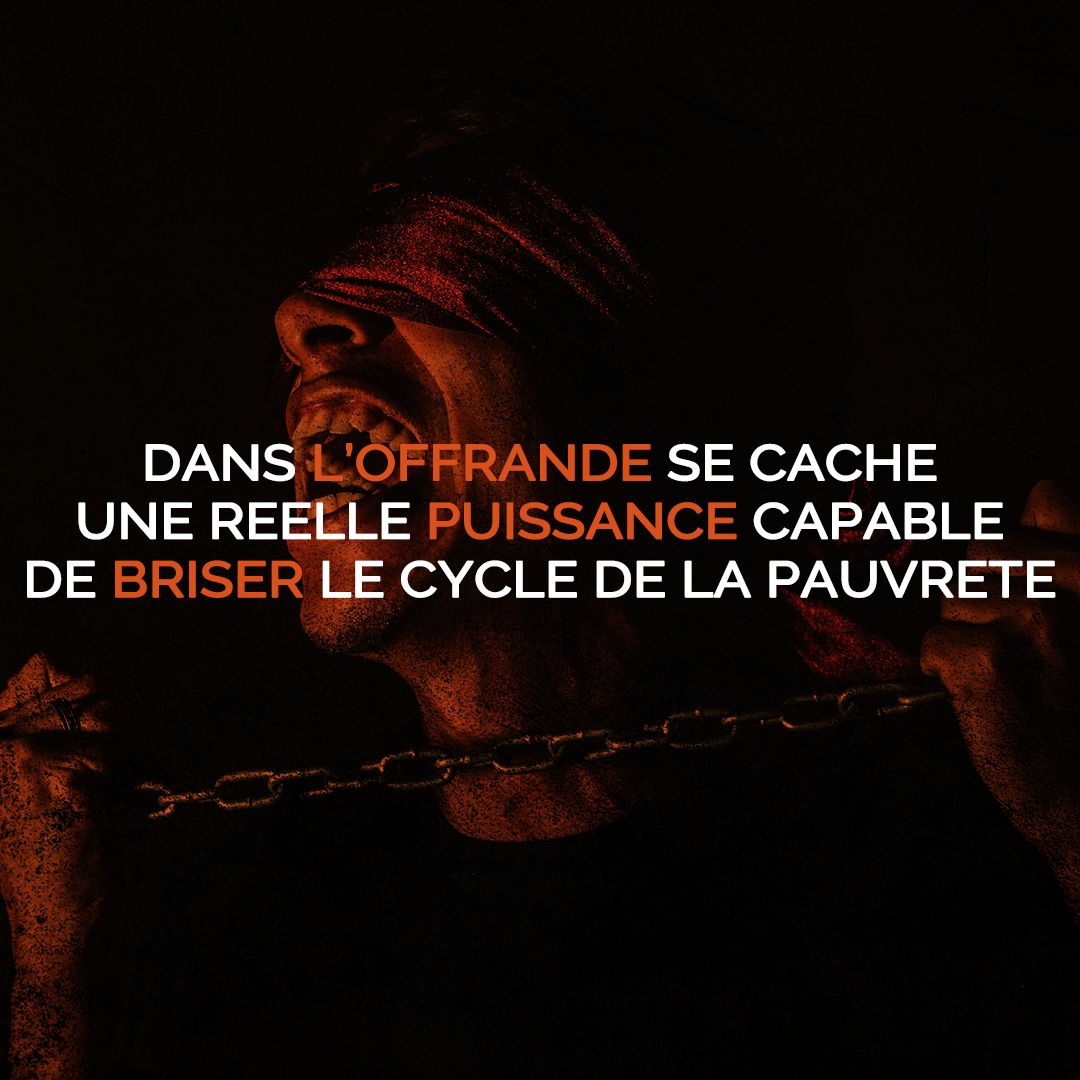 DANS L'OFFRANDE SE CACHE
UNE REELLE PUISSANCE CAPABLE
DE BRISER LE CYCLE DE LA PAUVRETE